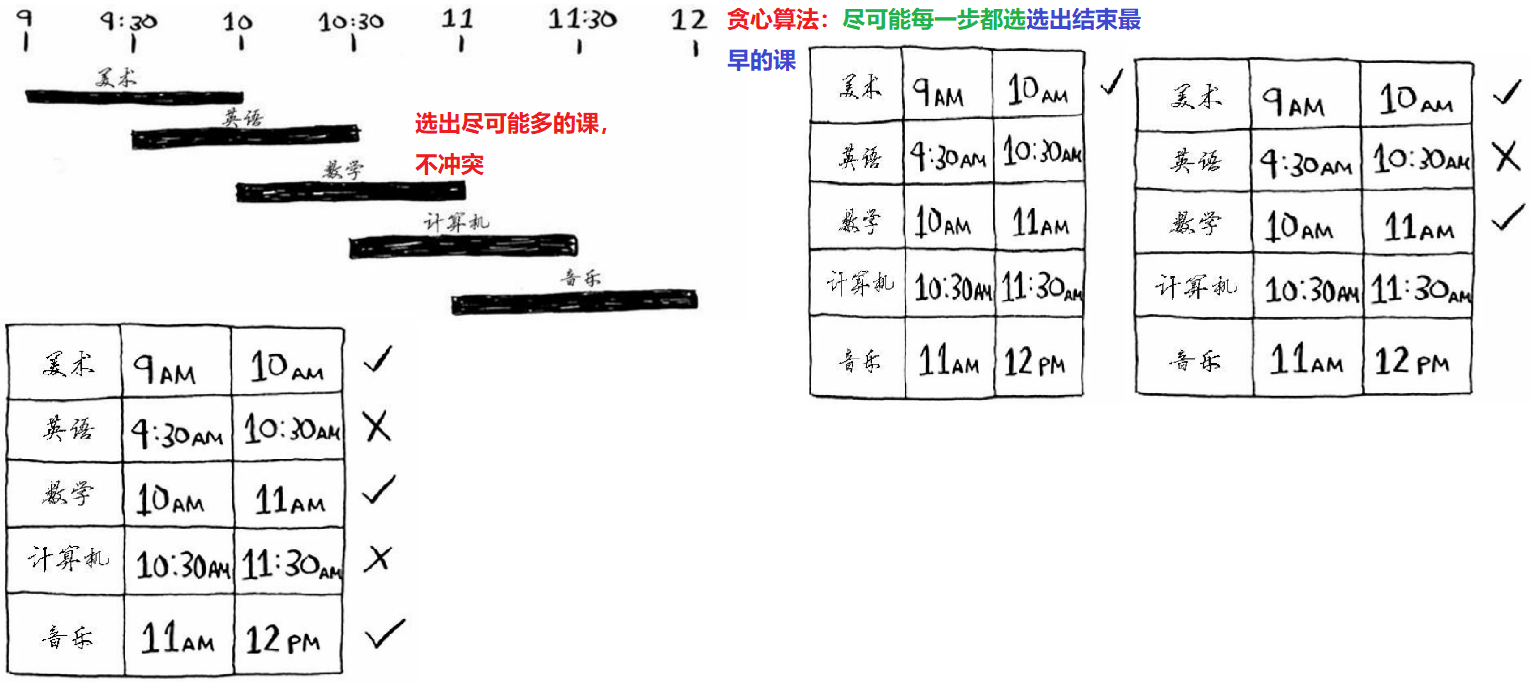 9 9:30 10 10:30 11 11:30 12
美术
英语
数学
计算机
音乐
选出尽可能多的课，
不冲突
贪心算法：尽可能每一步都选选出结束最
早的课
美术 9AM 10AM ✓
英语 9:30AM 10:30AM
数学 10AM 11AM
计算机 10:30AM 11:30AM
音乐 11AM 12PM
美术 9AM 10AM ✓
英语 9:30AM 10:30AM X
数学 10AM 11AM ✓
计算机 10:30AM 11:30AM
音乐 11AM 12PM
美术 9AM 10AM ✓
英语 9:30AM 10:30AM X
数学 10AM 11AM ✓
计算机 10:30AM 11:30AM X
音乐 11AM 12PM ✓